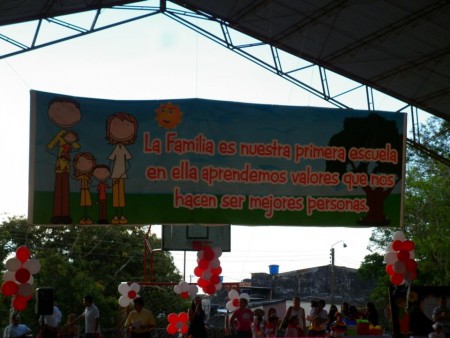 La Familia es nuestra primera escuela
en ella aprendemos valores que nos
hacen ser mejores personas.